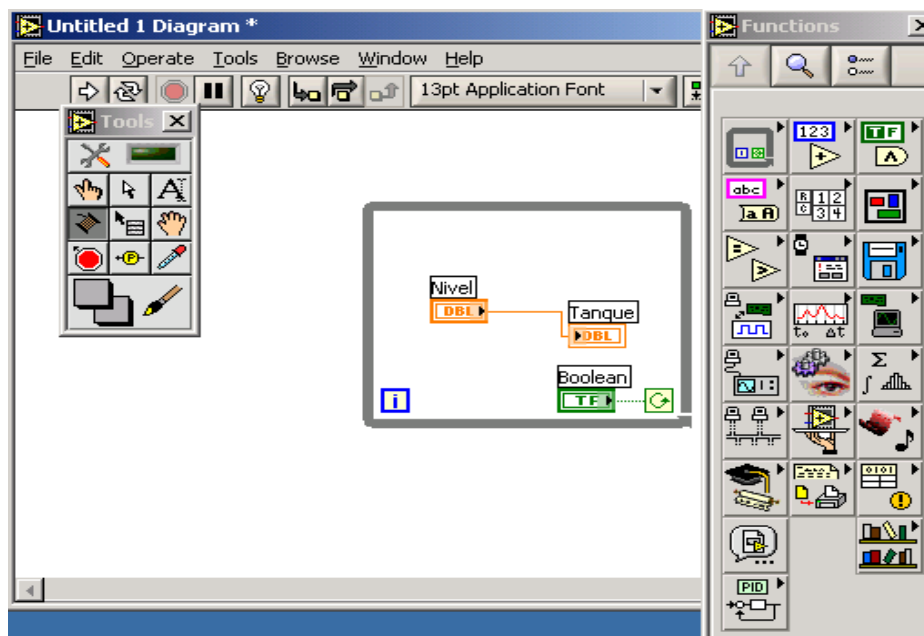 Untitled 1 Diagram *
File Edit Operate Tools Browse Window Help
13pt Application Font
Tools
A
Nivel
DBL
Tanque
DBL
Boolean
TF
i
P
Functions
123
TF
abc
a A
1 2
3 4
t₀ Δt
Σ
∫
0101
PID